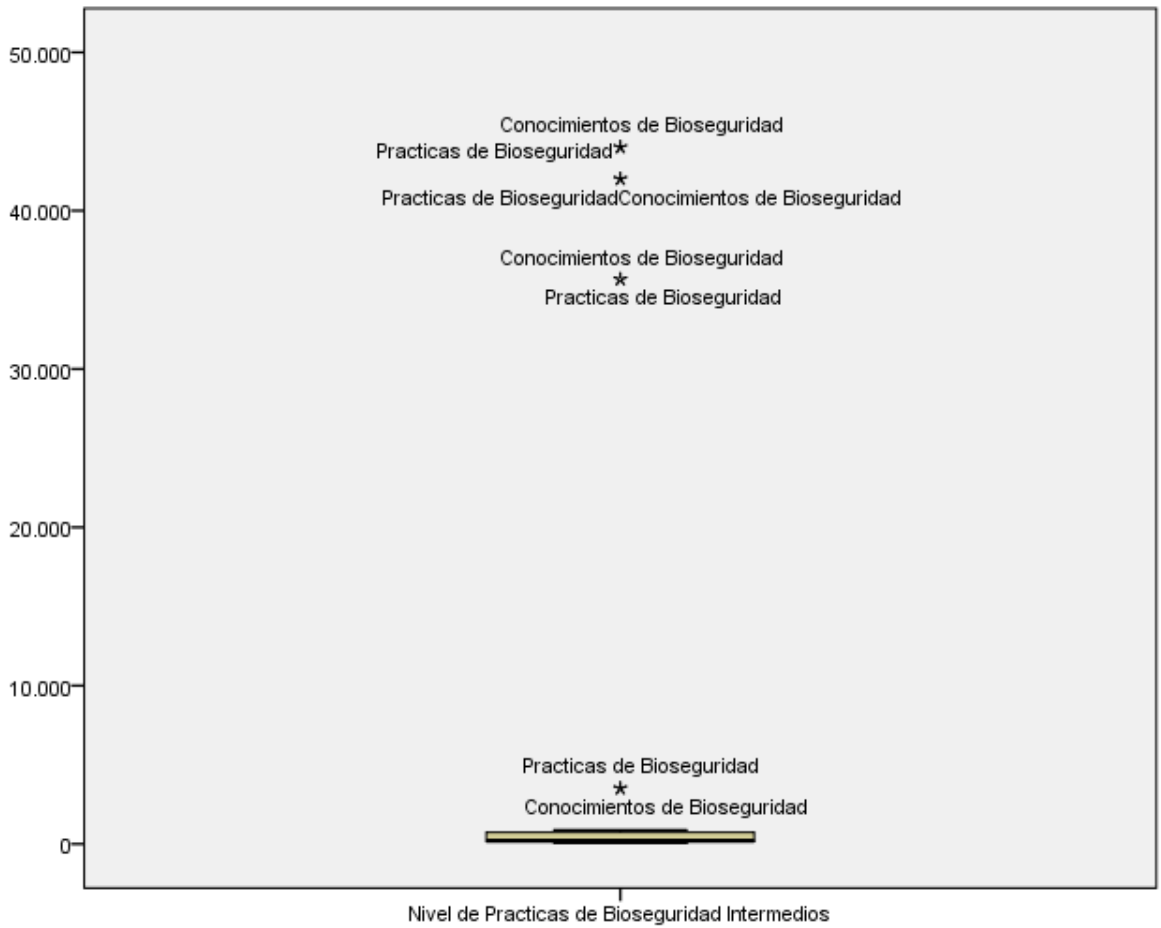 50.000
Conocimientos de Bioseguridad
Practicas de Bioseguridad
Practicas de BioseguridadConocimientos de Bioseguridad
40.000
Conocimientos de Bioseguridad
Practicas de Bioseguridad
30.000
20.000
10.000
Practicas de Bioseguridad
Conocimientos de Bioseguridad
0
Nivel de Practicas de Bioseguridad Intermedios